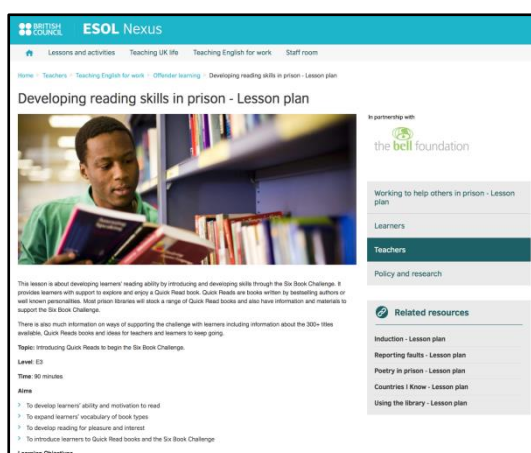 BRITISH COUNCIL
ESOL Nexus
Lessons and activities Teaching UK life Teaching English for work Staff room
Home > Teachers > Teaching English for work > Offender learning > Developing reading skills in prison - Lesson plan
Developing reading skills in prison - Lesson plan
This lesson is about developing learners' reading ability by introducing and developing skills through the Six Book Challenge. It
provides learners with support to explore and enjoy a Quick Read book. Quick Reads are books written by bestselling authors or
well known personalities. Most prison libraries will stock a range of Quick Read books and also have information and materials to
support the Six Book Challenge.
There is also much information on ways of supporting the challenge with learners including information about the 300+ titles
available, Quick Reads books and ideas for teachers and learners to keep going.
Topic: Introducing Quick Reads to begin the Six Book Challenge.
Level: E3
Time: 90 minutes
Aims
To develop learners' ability and motivation to read
To expand learners' vocabulary of book types
To develop reading for pleasure and interest
To introduce learners to Quick Read books and the Six Book Challenge
Learning Objectives
In partnership with
the bell foundation
Working to help others in prison - Lesson
plan
Learners
Teachers
Policy and research
Related resources
Induction - Lesson plan
Reporting faults - Lesson plan
Poetry in prison - Lesson plan
Countries I Know - Lesson plan
Using the library - Lesson plan